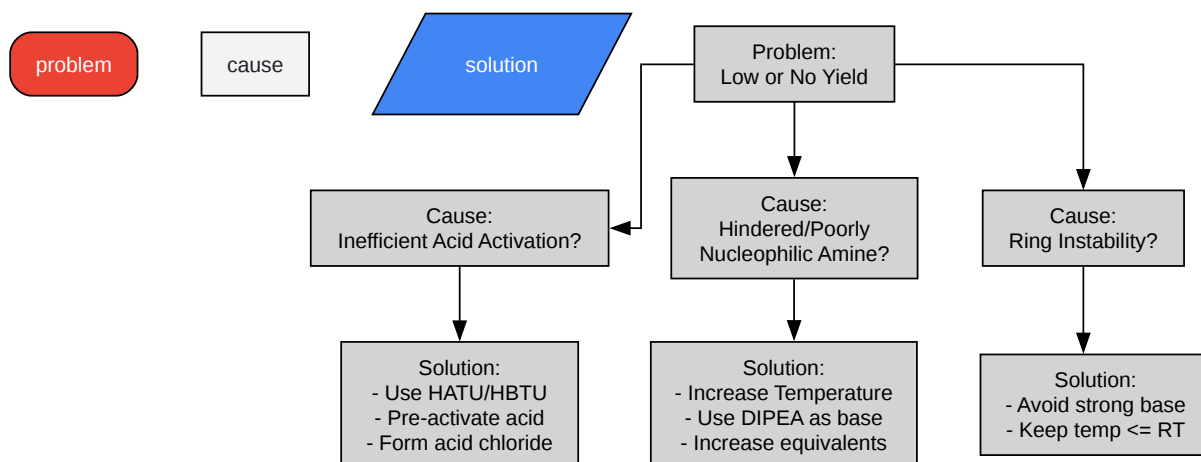 problem
cause
solution
Problem:
Low or No Yield
Cause:
Inefficient Acid Activation?
Cause:
Hindered/Poorly
Nucleophilic Amine?
Cause:
Ring Instability?
Solution:
- Use HATU/HBTU
- Pre-activate acid
- Form acid chloride
Solution:
- Increase Temperature
- Use DIPEA as base
- Increase equivalents
Solution:
- Avoid strong base
- Keep temp <= RT